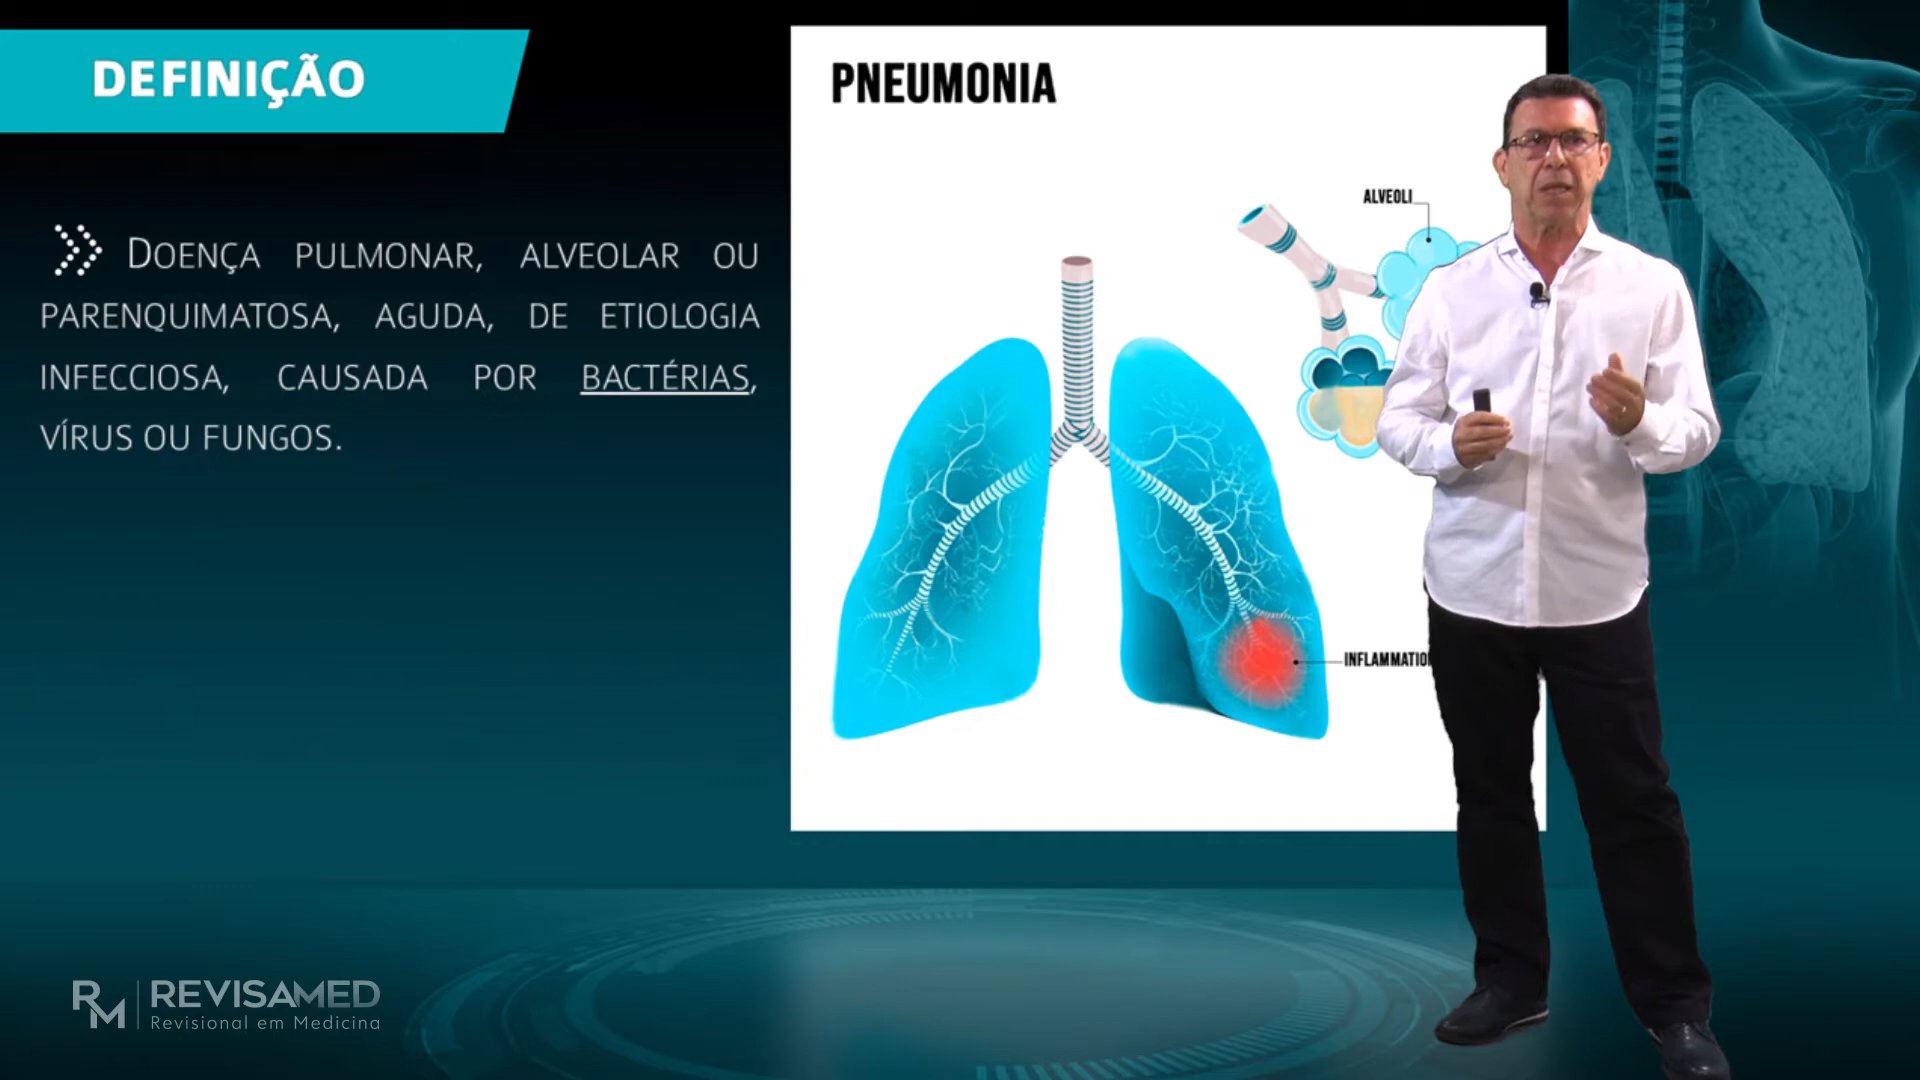 DEFINIÇÃO
DOENÇA PULMONAR, ALVEOLAR OU
PARENQUIMATOSA, AGUDA, DE ETIOLOGIA
INFECCIOSA, CAUSADA POR BACTÉRIAS,
VÍRUS OU FUNGOS.
PNEUMONIA
ALVEOLI
INFLAMMATIO
RM REVISAMED
Revisional em Medicina